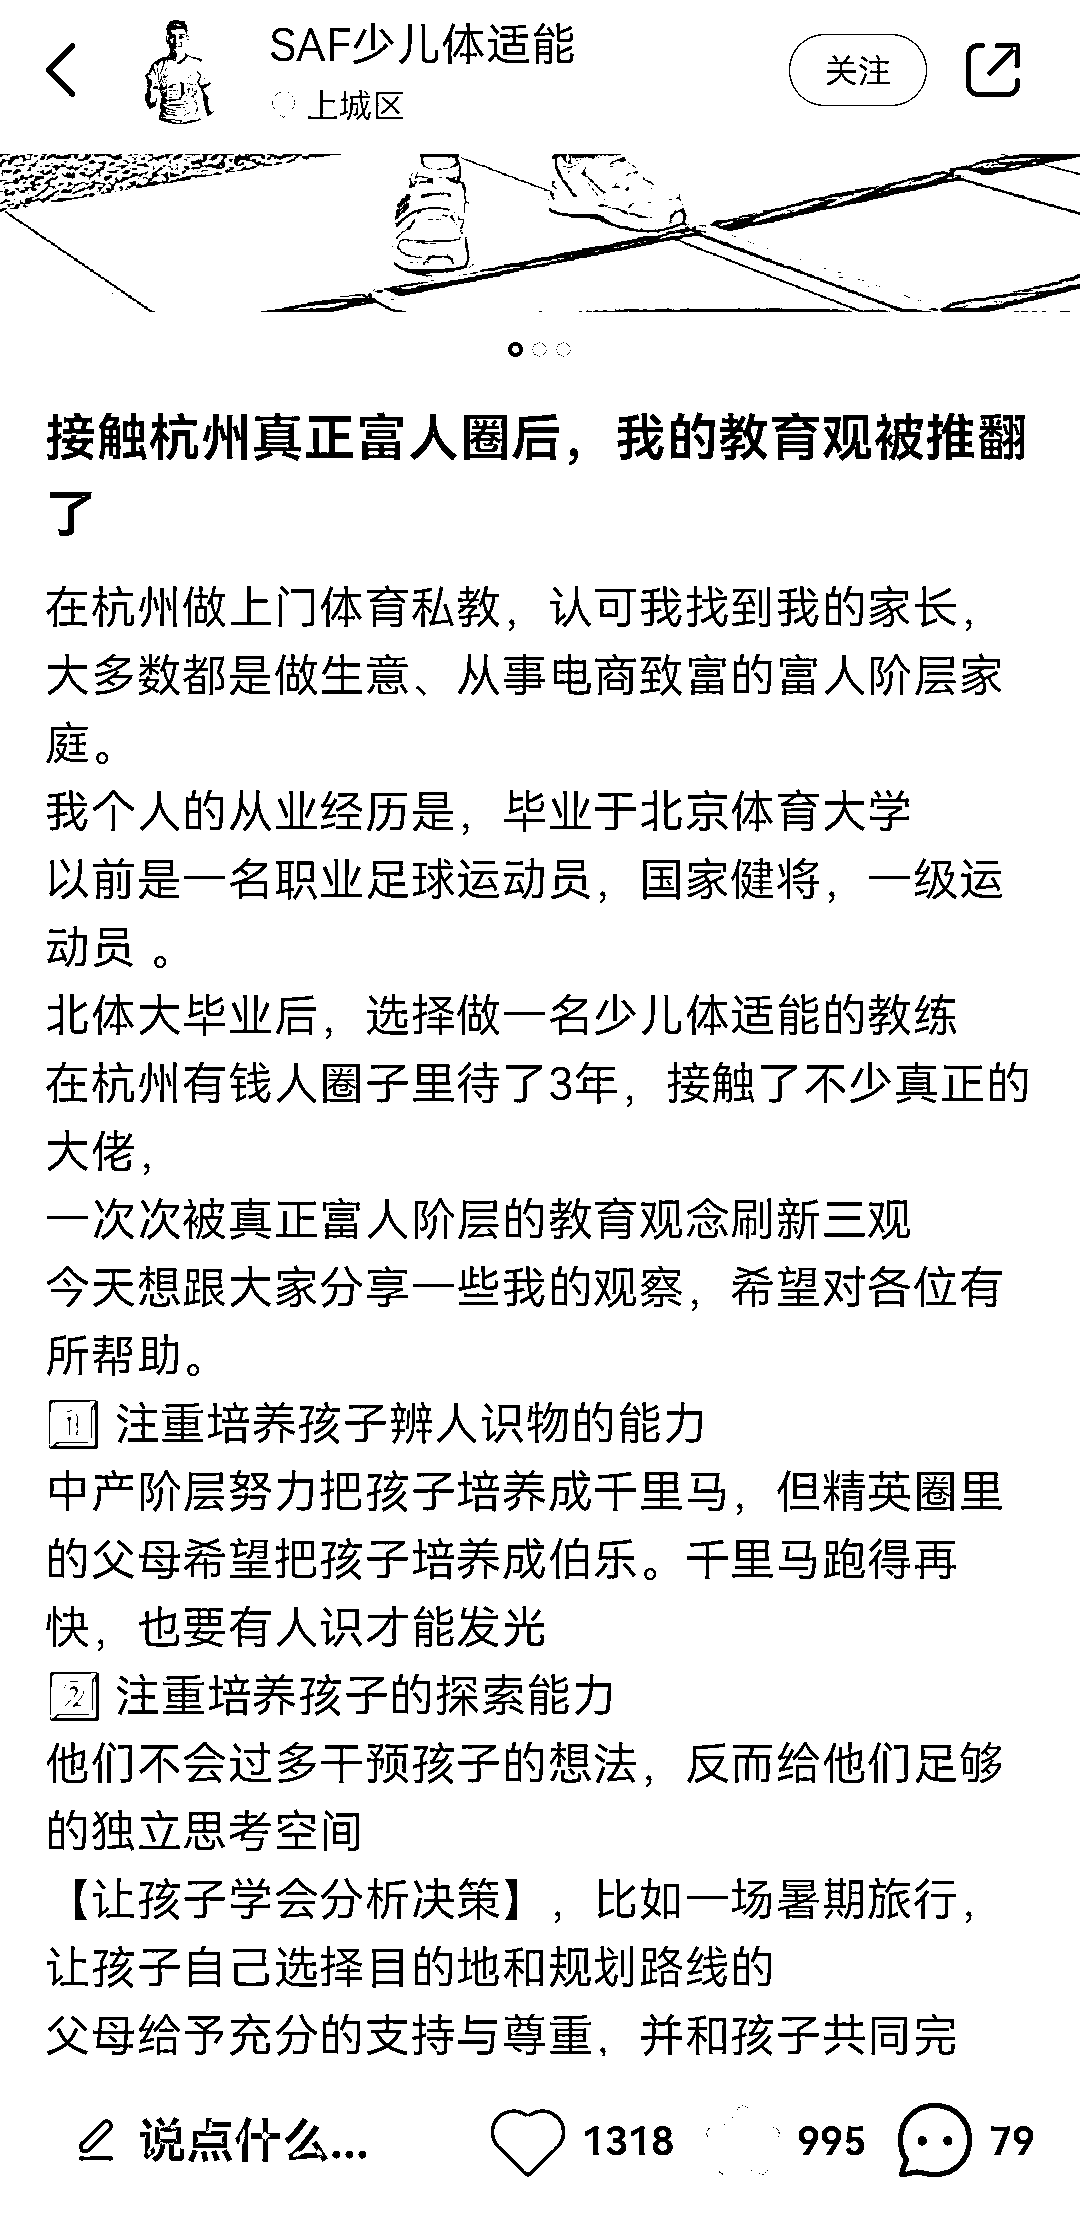 SAF少儿体适能
上城区
关注
接触杭州真正富人圈后，我的教育观被推翻
了
在杭州做上门体育私教，认可我找到我的家长，
大多数都是做生意、从事电商致富的富人阶层家
庭。
我个人的从业经历是，毕业于北京体育大学
以前是一名职业足球运动员，国家健将，一级运
动员 。
北体大毕业后，选择做一名少儿体适能的教练
在杭州有钱人圈子里待了3年，接触了不少真正的
大佬，
一次次被真正富人阶层的教育观念刷新三观
今天想跟大家分享一些我的观察，希望对各位有
所帮助。
1 注重培养孩子辨人识物的能力
中产阶层努力把孩子培养成千里马，但精英圈里
的父母希望把孩子培养成伯乐。千里马跑得再
快，也要有人识才能发光
2 注重培养孩子的探索能力
他们不会过多干预孩子的想法，反而给他们足够
的独立思考空间
【让孩子学会分析决策】，比如一场暑期旅行，
让孩子自己选择目的地和规划路线的
父母给予充分的支持与尊重，并和孩子共同完
说点什么... 1318 995 79